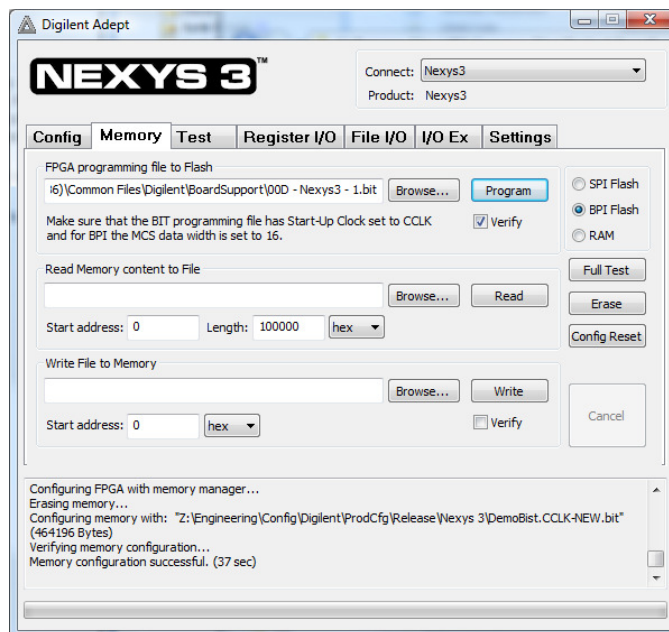 Digilent Adept
NEXYS 3™
Connect: Nexys3
Product: Nexys3
Config Memory Test Register I/O File I/O I/O Ex Settings
FPGA programming file to Flash
36)\Common Files\Digilent\BoardSupport\00D - Nexys3 - 1.bit Browse... Program
SPI Flash
Make sure that the BIT programming file has Start-Up Clock set to CCLK
and for BPI the MCS data width is set to 16.
Verify
BPI Flash
RAM
Read Memory content to File
Full Test
Browse... Read
Erase
Start address: 0 Length: 100000 hex
Config Reset
Write File to Memory
Browse... Write
Start address: 0 hex
Verify
Cancel
Configuring FPGA with memory manager...
Erasing memory...
Configuring memory with: "Z:\Engineering\Config\Digilent\ProdCfg\Release\Nexys 3\DemoBist.CCLK-NEW.bit"
(464196 Bytes)
Verifying memory configuration...
Memory configuration successful. (37 sec)